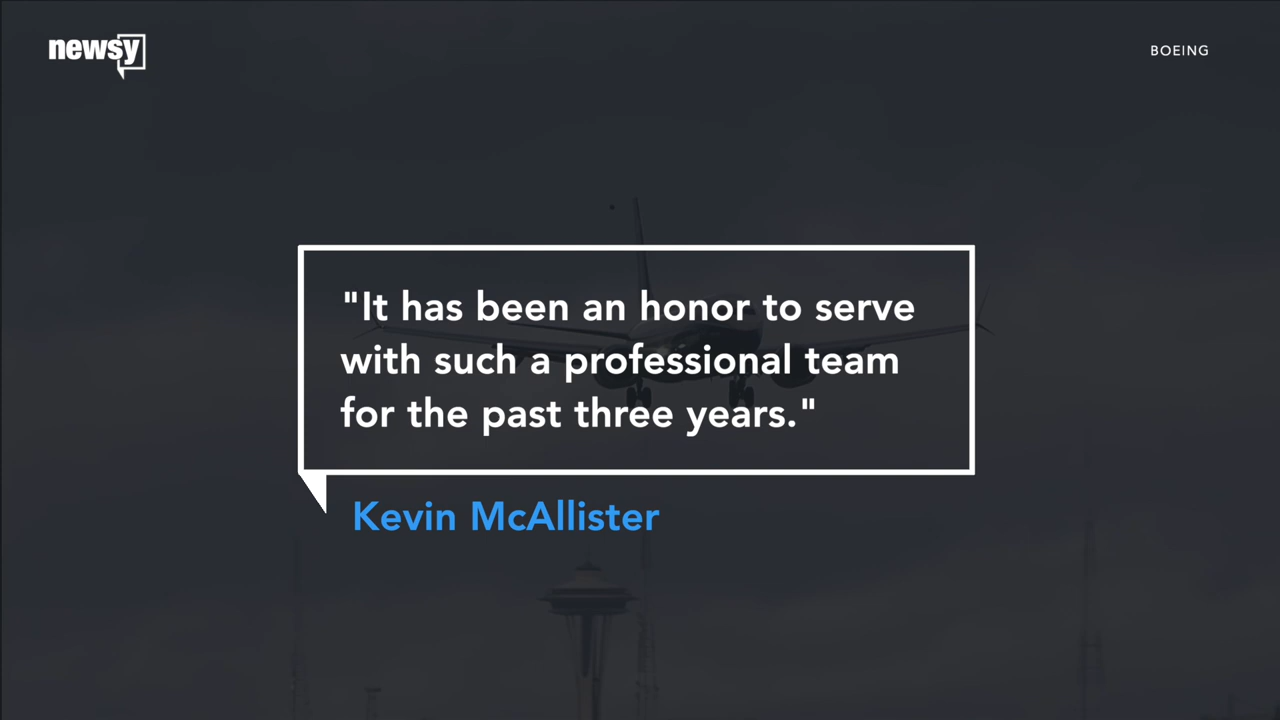 newsy
BOEING
"It has been an honor to serve
with such a professional team
for the past three years."
Kevin McAllister